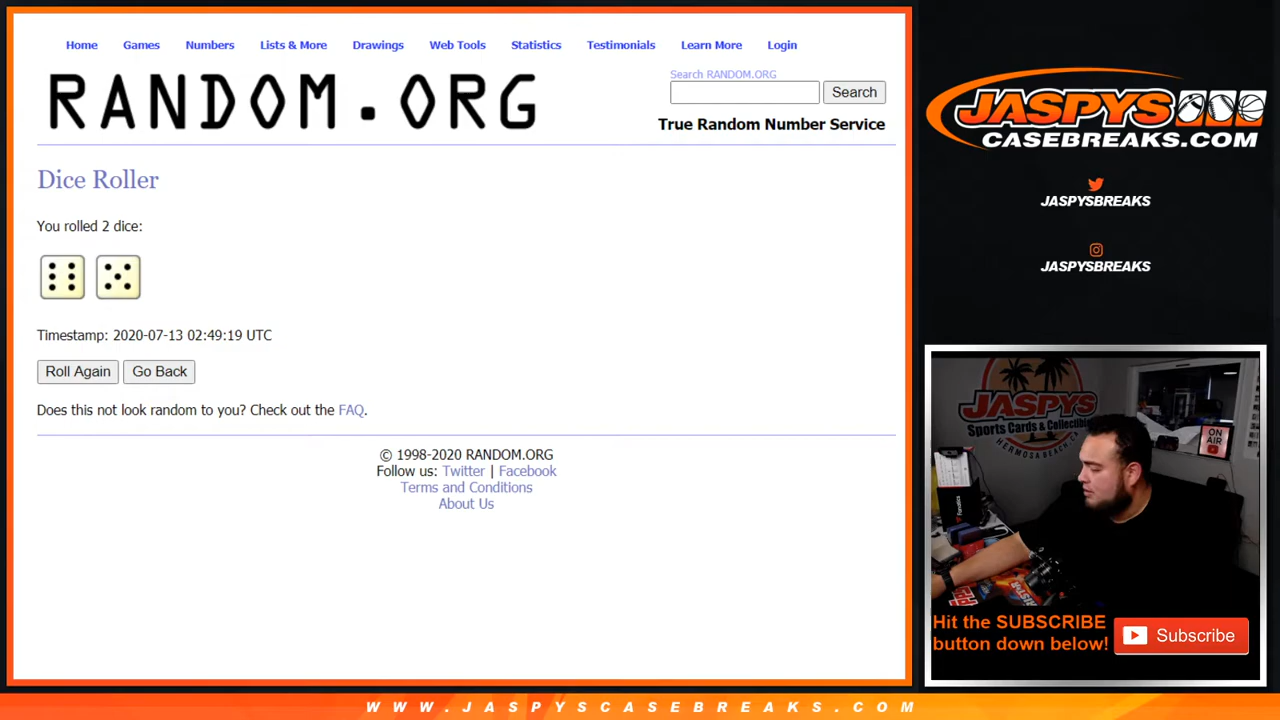 Home Games Numbers Lists & More Drawings Web Tools Statistics Testimonials Learn More Login
RANDOM.ORG
Search RANDOM.ORG
Search
True Random Number Service
Dice Roller
You rolled 2 dice:
Timestamp: 2020-07-13 02:49:19 UTC
Roll Again Go Back
Does this not look random to you? Check out the FAQ.
© 1998-2020 RANDOM.ORG
Follow us: Twitter | Facebook
Terms and Conditions
About Us
JASPYS
CASEBREAKS.COM
JASPYSBREAKS
JASPYSBREAKS
JASPYS
Sports Cards & Collectibles
HERMOSA BEACH, CA
ON AIR
Fanatics
Hit the SUBSCRIBE
button down below!
Subscribe
WWW.JASPYSCASEBREAKS.COM